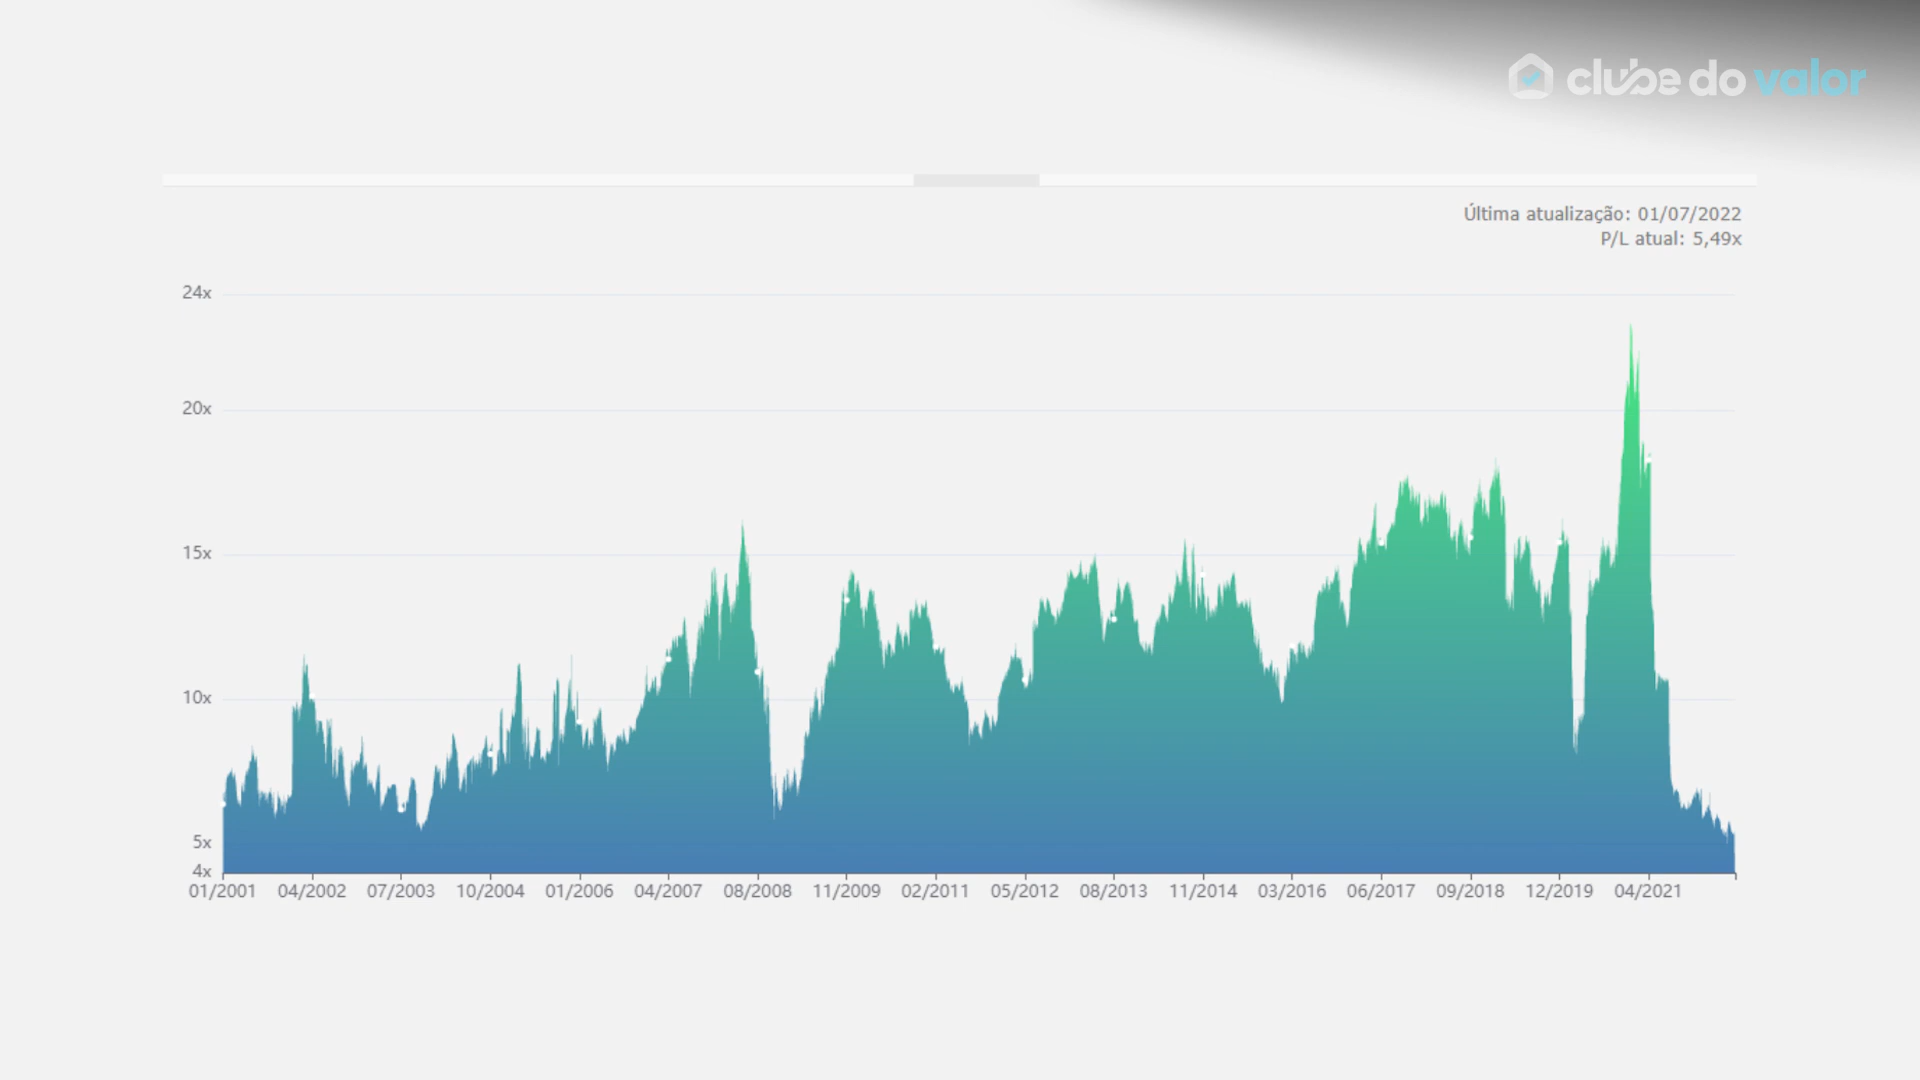 clube do valor
Última atualização: 01/07/2022
P/L atual: 5,49x
24x
20x
15x
10x
5x
4x
01/2001 04/2002 07/2003 10/2004 01/2006 04/2007 08/2008 11/2009 02/2011 05/2012 08/2013 11/2014 03/2016 06/2017 09/2018 12/2019 04/2021